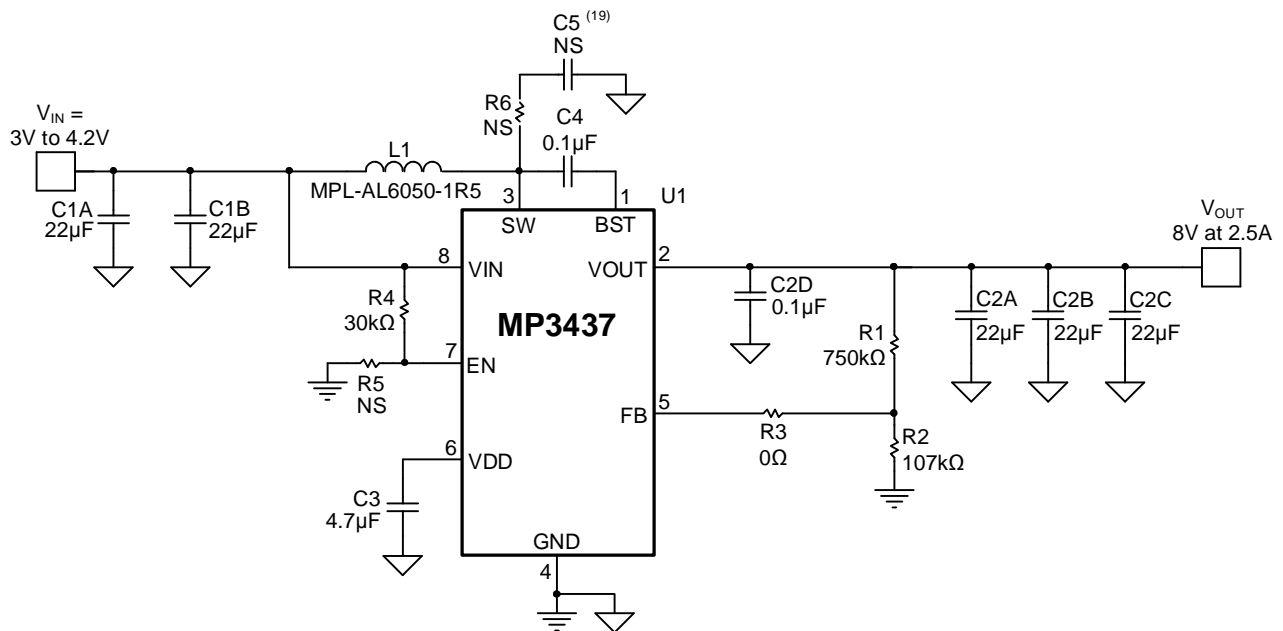 C5 (19)
NS
R6
NS
C4
0.1µF
VIN =
3V to 4.2V
L1
MPL-AL6050-1R5
C1A
22µF
C1B
22µF
3
1
U1
SW
BST
VOUT
8V at 2.5A
8
VIN
VOUT
2
R4
30kΩ
C2D
0.1µF
C2A
22µF
C2B
22µF
C2C
22µF
MP3437
R1
750kΩ
7
EN
R5
NS
FB
5
R3
0Ω
R2
107kΩ
6
VDD
C3
4.7µF
GND
4